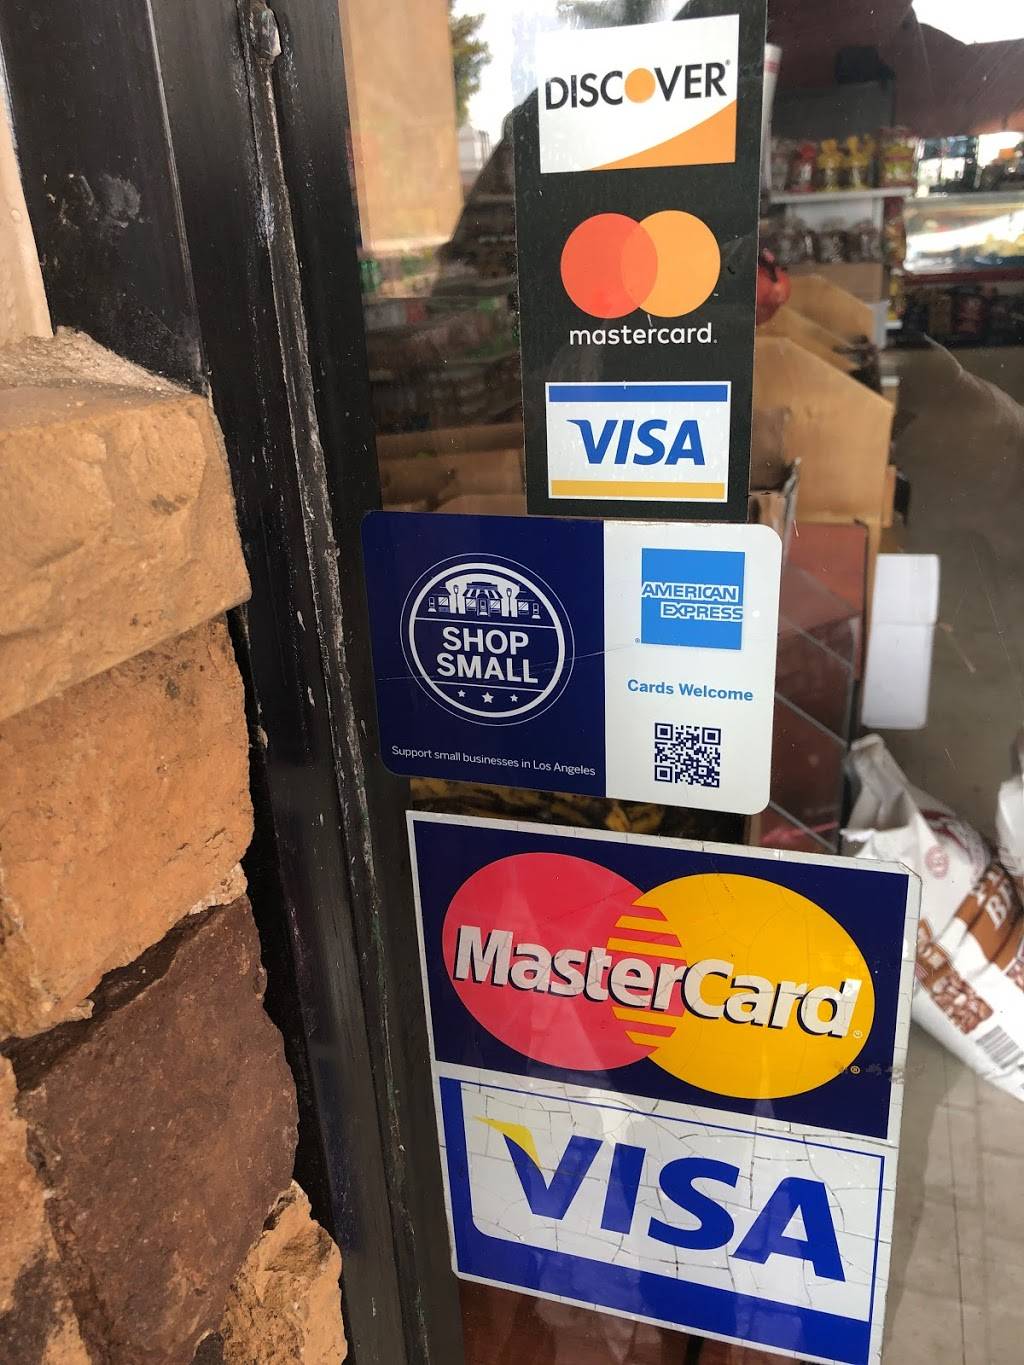 DISCOVER
mastercard.
VISA
SHOP
SMALL
Support small businesses in Los Angeles
AMERICAN
EXPRESS
®
Cards Welcome
MasterCard
®
VISA